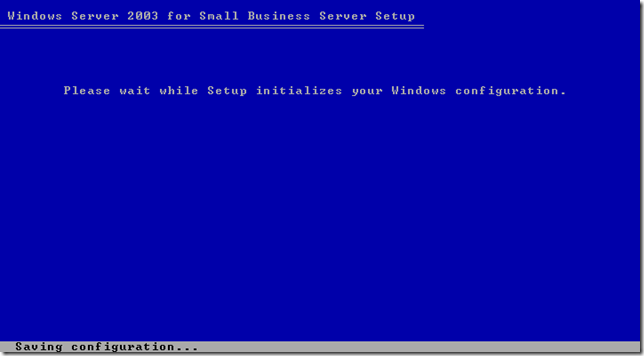 Windows Server 2003 for Small Business Server Setup
Please wait while Setup initializes your Windows configuration.
Saving configuration...